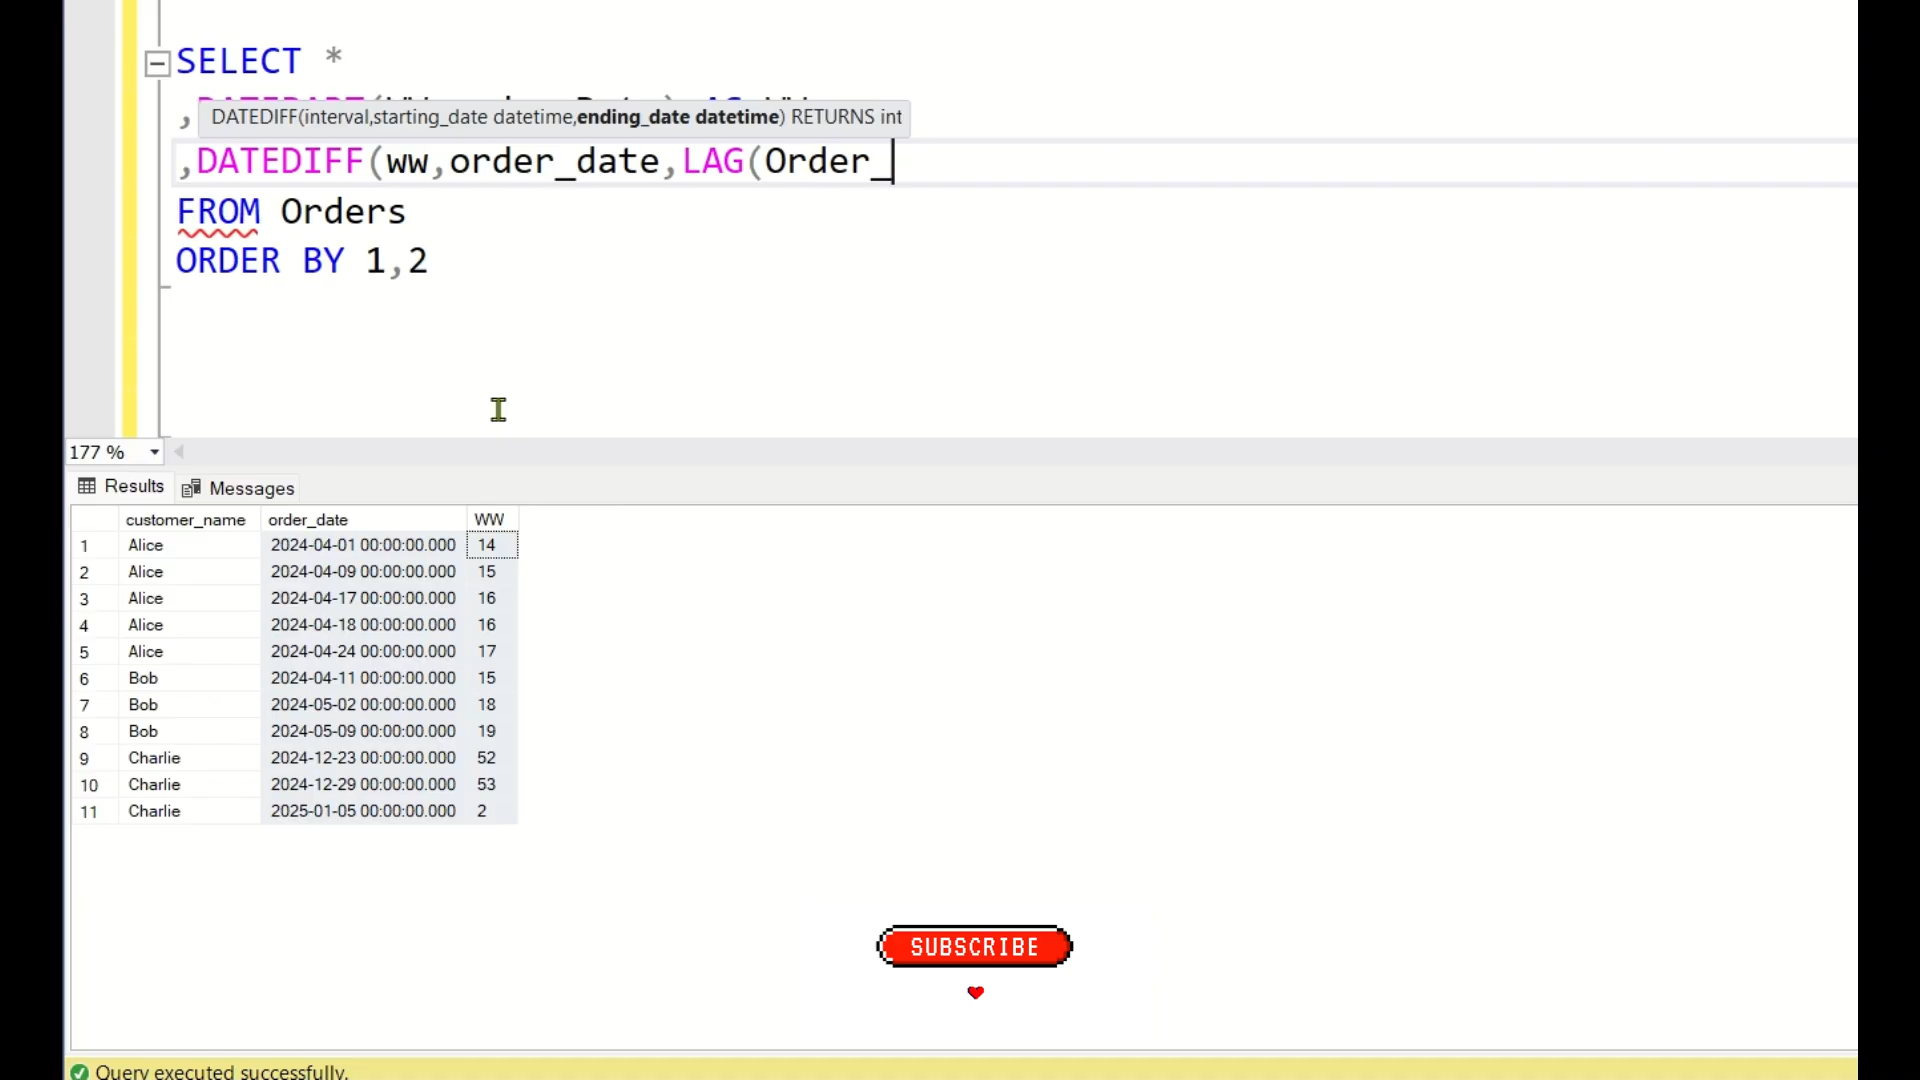 SELECT *
,
DATEDIFF(interval,starting_date datetime,ending_date datetime) RETURNS int
,DATEDIFF(ww,order_date,LAG(Order_
FROM Orders
ORDER BY 1,2
177 %
Results Messages
customer_name order_date WW
1 Alice 2024-04-01 00:00:00.000 14
2 Alice 2024-04-09 00:00:00.000 15
3 Alice 2024-04-17 00:00:00.000 16
4 Alice 2024-04-18 00:00:00.000 16
5 Alice 2024-04-24 00:00:00.000 17
6 Bob 2024-04-11 00:00:00.000 15
7 Bob 2024-05-02 00:00:00.000 18
8 Bob 2024-05-09 00:00:00.000 19
9 Charlie 2024-12-23 00:00:00.000 52
10 Charlie 2024-12-29 00:00:00.000 53
11 Charlie 2025-01-05 00:00:00.000 2
SUBSCRIBE
Query executed successfully.